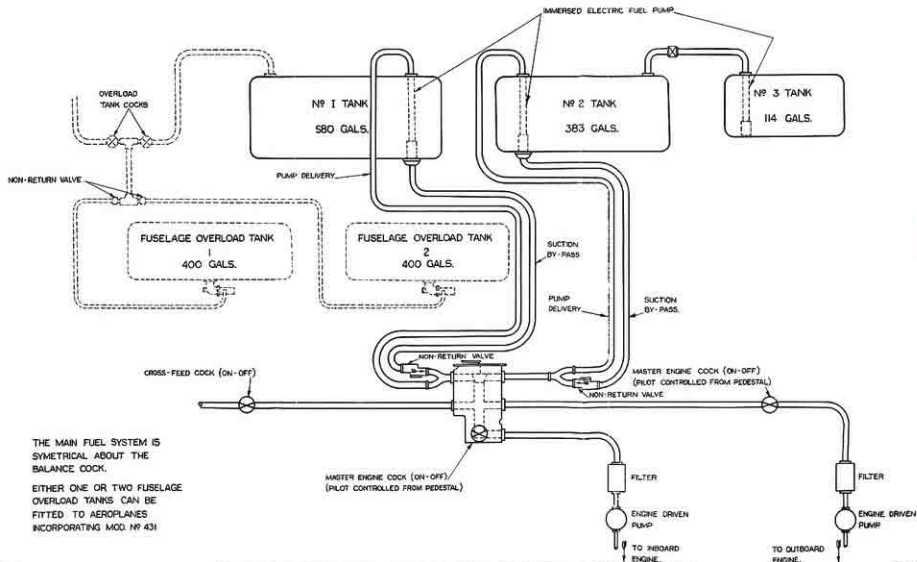 IMMERSED ELECTRIC FUEL PUMP
OVERLOAD
TANK COCKS
Nº 1 TANK
580 GALS.
Nº 2 TANK
383 GALS.
Nº 3 TANK
114 GALS.
PUMP DELIVERY
NON-RETURN VALVE
FUSELAGE OVERLOAD TANK
1
400 GALS.
FUSELAGE OVERLOAD TANK
2
400 GALS.
SUCTION
BY-PASS
PUMP
DELIVERY
SUCTION
BY-PASS.
NON-RETURN VALVE
CROSS-FEED COCK (ON-OFF)
MASTER ENGINE COCK (ON-OFF)
(PILOT CONTROLLED FROM PEDESTAL)
NON-RETURN VALVE
THE MAIN FUEL SYSTEM IS
SYMETRICAL ABOUT THE
BALANCE COCK.
EITHER ONE OR TWO FUSELAGE
OVERLOAD TANKS CAN BE
FITTED TO AEROPLANES
INCORPORATING MOD. Nº 431
MASTER ENGINE COCK (ON-OFF)
(PILOT CONTROLLED FROM PEDESTAL)
FILTER
FILTER
ENGINE DRIVEN
PUMP
ENGINE DRIVEN
PUMP.
TO INBOARD
ENGINE.
TO OUTBOARD
ENGINE.